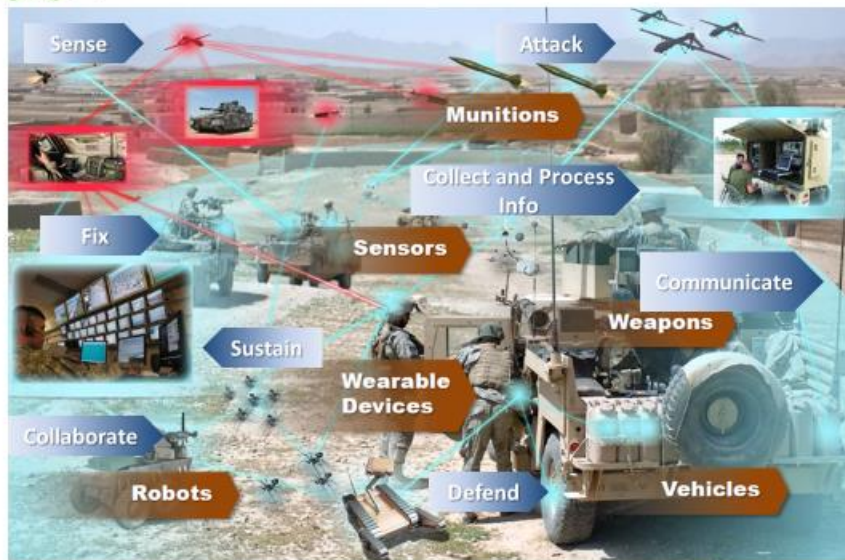 Sense
Attack
Munitions
Collect and Process
Info
Fix
Sensors
Communicate
Weapons
Sustain
Wearable
Devices
Collaborate
Robots
Defend
Vehicles